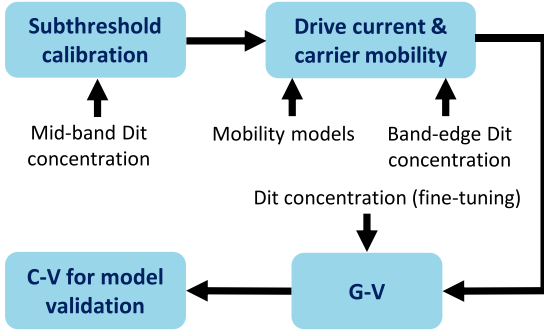 Subthreshold
calibration
Drive current &
carrier mobility
Mid-band Dit
concentration
Mobility models
Band-edge Dit
concentration
Dit concentration (fine-tuning)
C-V for model
validation
G-V